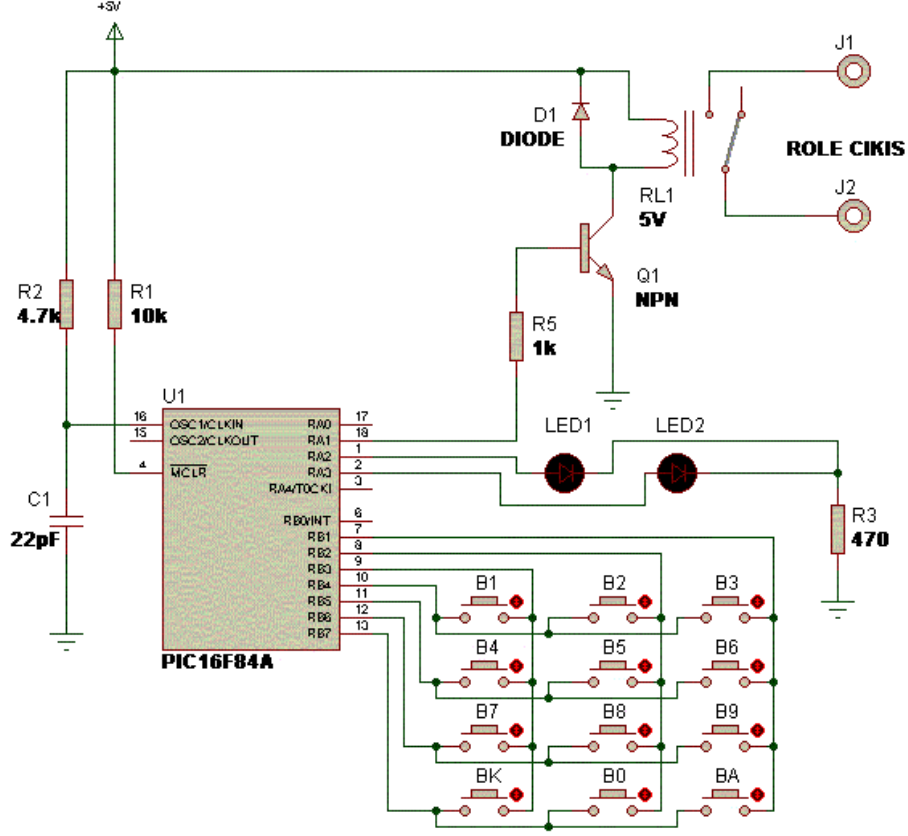 +5V
J1
D1
DIODE
ROLE CIKIS
J2
RL1
5V
R2
4.7k
R1
10k
Q1
NPN
R5
1k
U1
16 OSC1/CLKIN RA0 17
15 OSC2/CLKOUT RA1 18
RA2 1
4 MCLR RA3 2
RA4/T0CKI 3
RB0/INT 6
RB1 7
RB2 8
RB3 9
RB4 10
RB5 11
RB6 12
RB7 13
PIC16F84A
C1
22pF
LED1
LED2
R3
470
B1 B2 B3
B4 B5 B6
B7 B8 B9
BK B0 BA